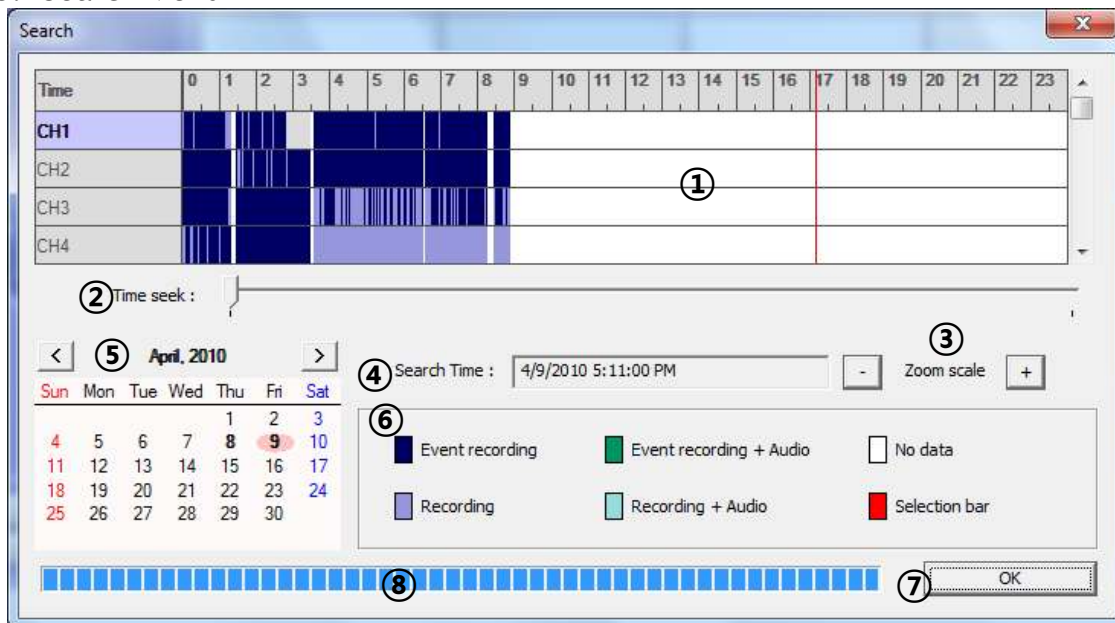 Search
Time 0 1 2 3 4 5 6 7 8 9 10 11 12 13 14 15 16 17 18 19 20 21 22 23
CH1
CH2
①
CH3
CH4
② Time seek :
③
⑤ April, 2010
④ Search Time : 4/9/2010 5:11:00 PM - Zoom scale +
Sun Mon Tue Wed Thu Fri Sat
1 2 3
4 5 6 7 8 9 10
11 12 13 14 15 16 17
18 19 20 21 22 23 24
25 26 27 28 29 30
⑥
Event recording Event recording + Audio No data
Recording Recording + Audio Selection bar
⑧ ⑦ OK